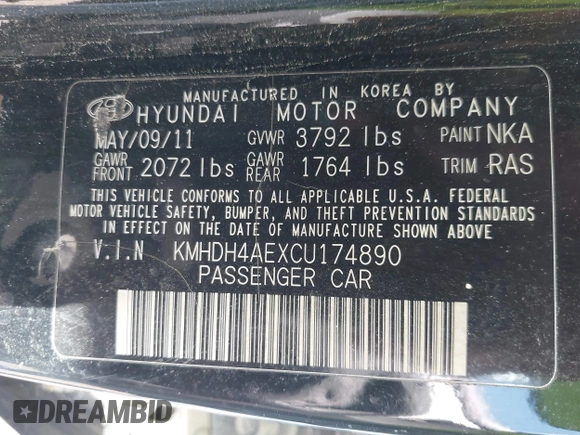 MANUFACTURED IN KOREA BY
HYUNDAI MOTOR COMPANY
MAY/09/11 GVWR 3792 lbs PAINT NKA
GAWR FRONT 2072 lbs GAWR REAR 1764 lbs TRIM RAS
THIS VEHICLE CONFORMS TO ALL APPLICABLE U.S.A. FEDERAL
MOTOR VEHICLE SAFETY, BUMPER, AND THEFT PREVENTION STANDARDS
IN EFFECT ON THE DATE OF MANUFACTURE SHOWN ABOVE
V.I.N KMHDH4AEXCU174890
PASSENGER CAR
DREAMBID